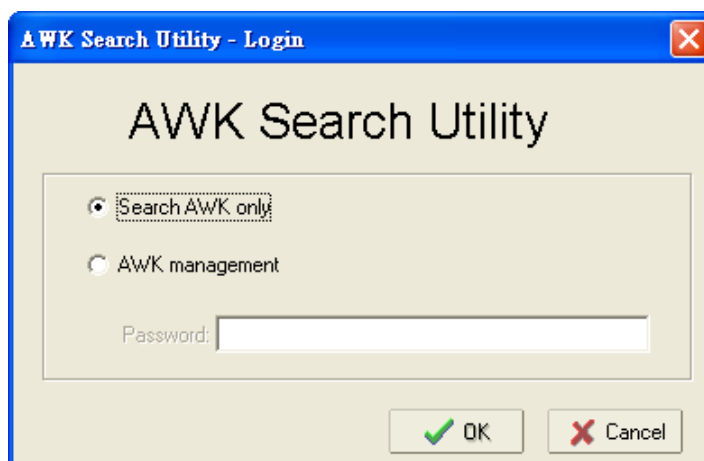 AWK Search Utility - Login
AWK Search Utility
Search AWK only
AWK management
Password:
OK
Cancel